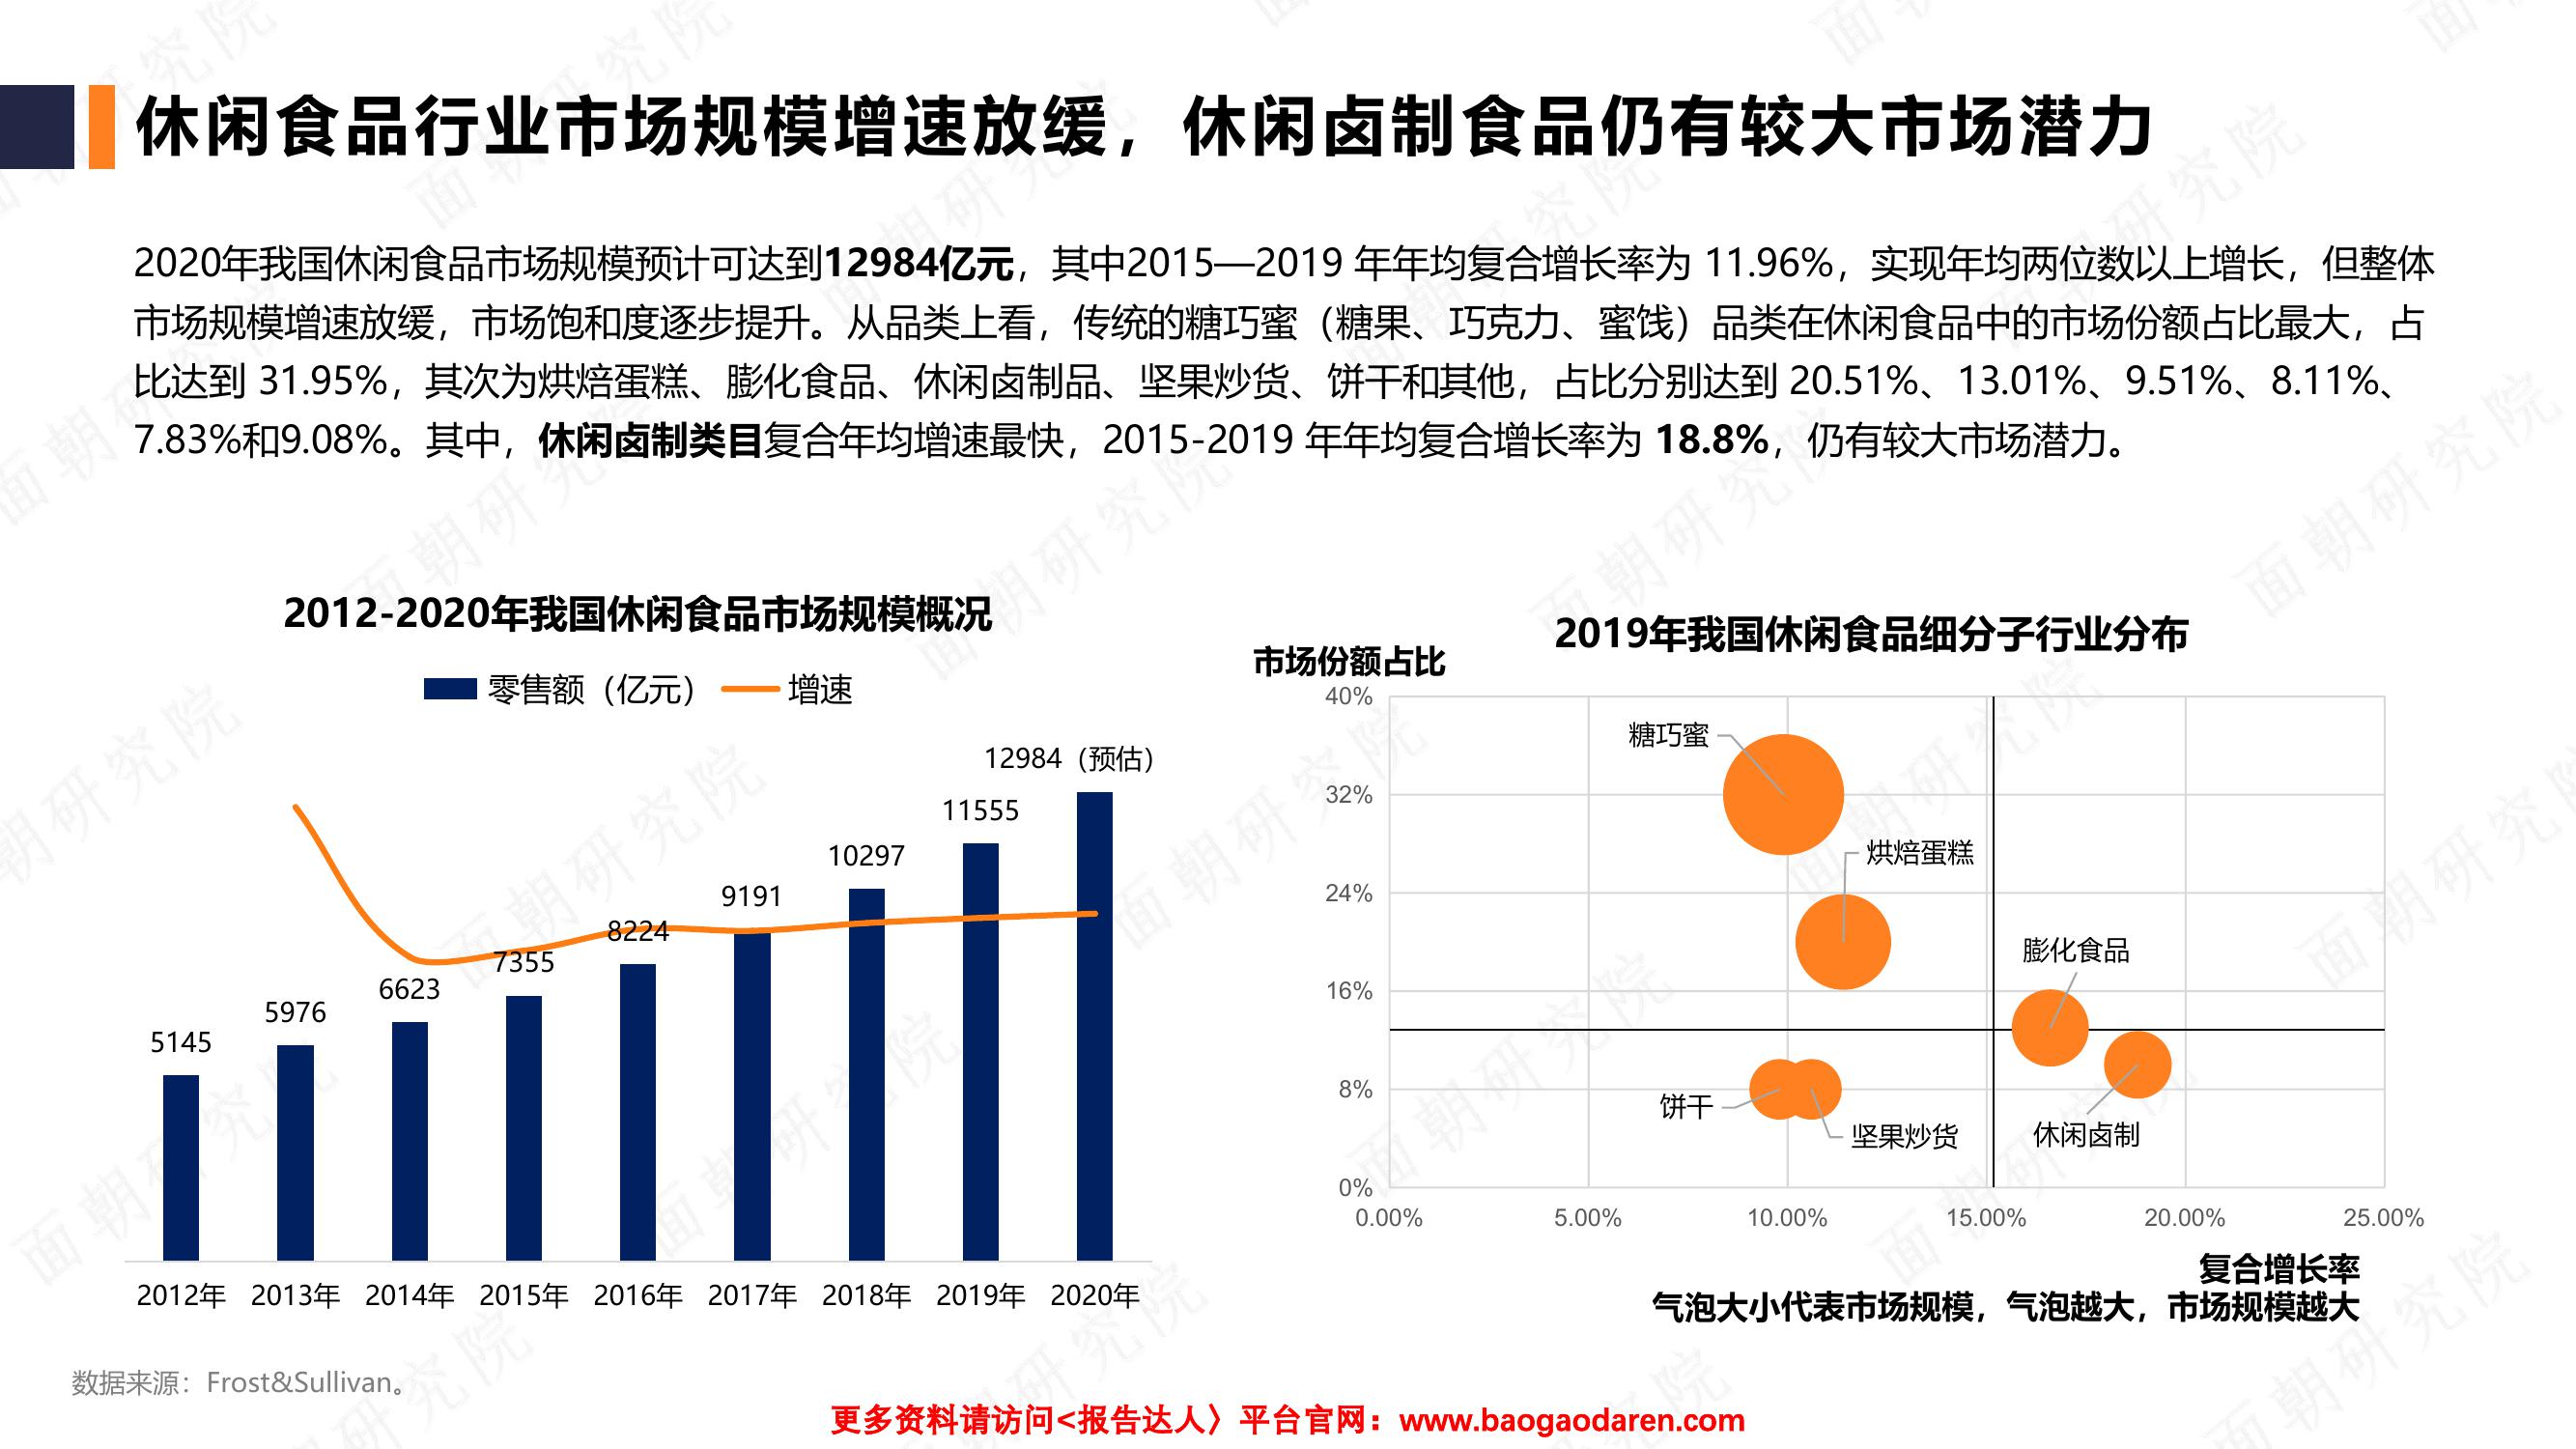 休闲食品行业市场规模增速放缓，休闲卤制食品仍有较大市场潜力
2020年我国休闲食品市场规模预计可达到12984亿元，其中2015—2019 年年均复合增长率为 11.96%，实现年均两位数以上增长，但整体
市场规模增速放缓，市场饱和度逐步提升。从品类上看，传统的糖巧蜜（糖果、巧克力、蜜饯）品类在休闲食品中的市场份额占比最大，占
比达到 31.95%，其次为烘焙蛋糕、膨化食品、休闲卤制品、坚果炒货、饼干和其他，占比分别达到 20.51%、13.01%、9.51%、8.11%、
7.83%和9.08%。其中，休闲卤制类目复合年均增速最快，2015-2019 年年均复合增长率为 18.8%，仍有较大市场潜力。
2012-2020年我国休闲食品市场规模概况
零售额（亿元） 增速
12984（预估）
11555
10297
9191
8224
7355
6623
5976
5145
2012年 2013年 2014年 2015年 2016年 2017年 2018年 2019年 2020年
2019年我国休闲食品细分子行业分布
市场份额占比
40%
糖巧蜜
32%
烘焙蛋糕
24%
膨化食品
16%
8%
饼干
坚果炒货
休闲卤制
0%
0.00% 5.00% 10.00% 15.00% 20.00% 25.00%
复合增长率
气泡大小代表市场规模，气泡越大，市场规模越大
数据来源：Frost&Sullivan。
更多资料请访问<报告达人〉平台官网：www.baogaodaren.com
面朝研究院